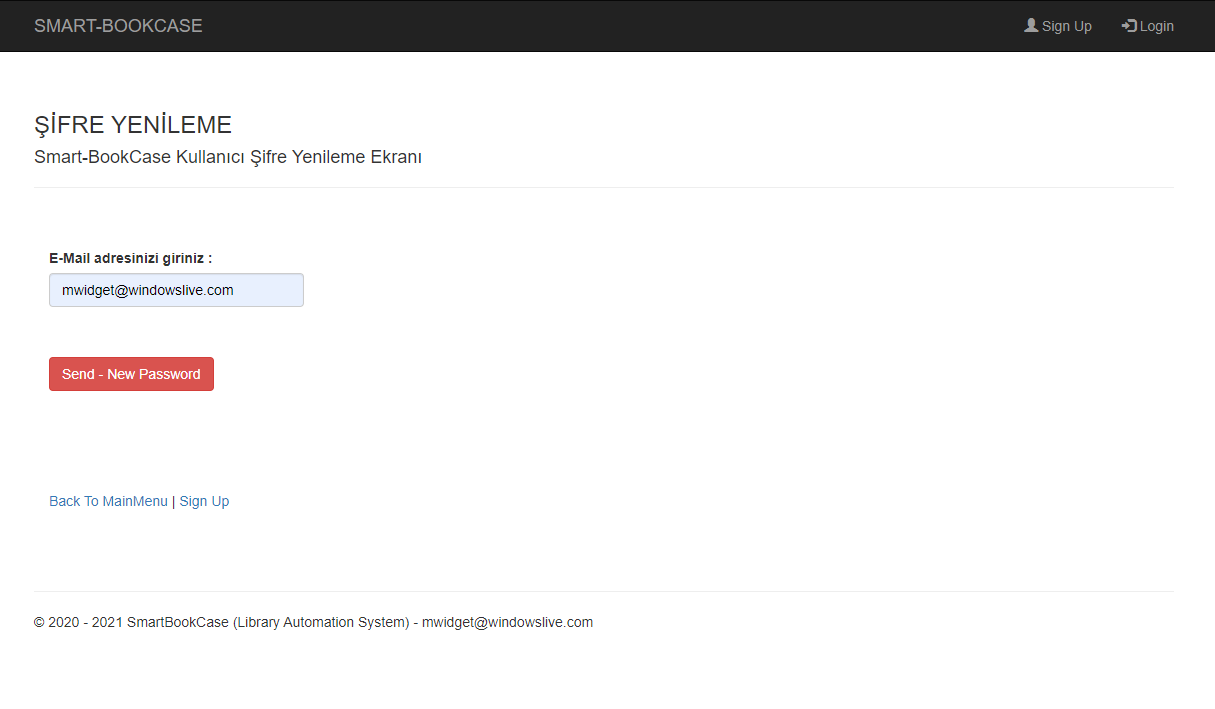 SMART-BOOKCASE Sign Up Login
ŞİFRE YENİLEME
Smart-BookCase Kullanıcı Şifre Yenileme Ekranı
E-Mail adresinizi giriniz :
mwidget@windowslive.com
Send - New Password
Back To MainMenu | Sign Up
© 2020 - 2021 SmartBookCase (Library Automation System) - mwidget@windowslive.com